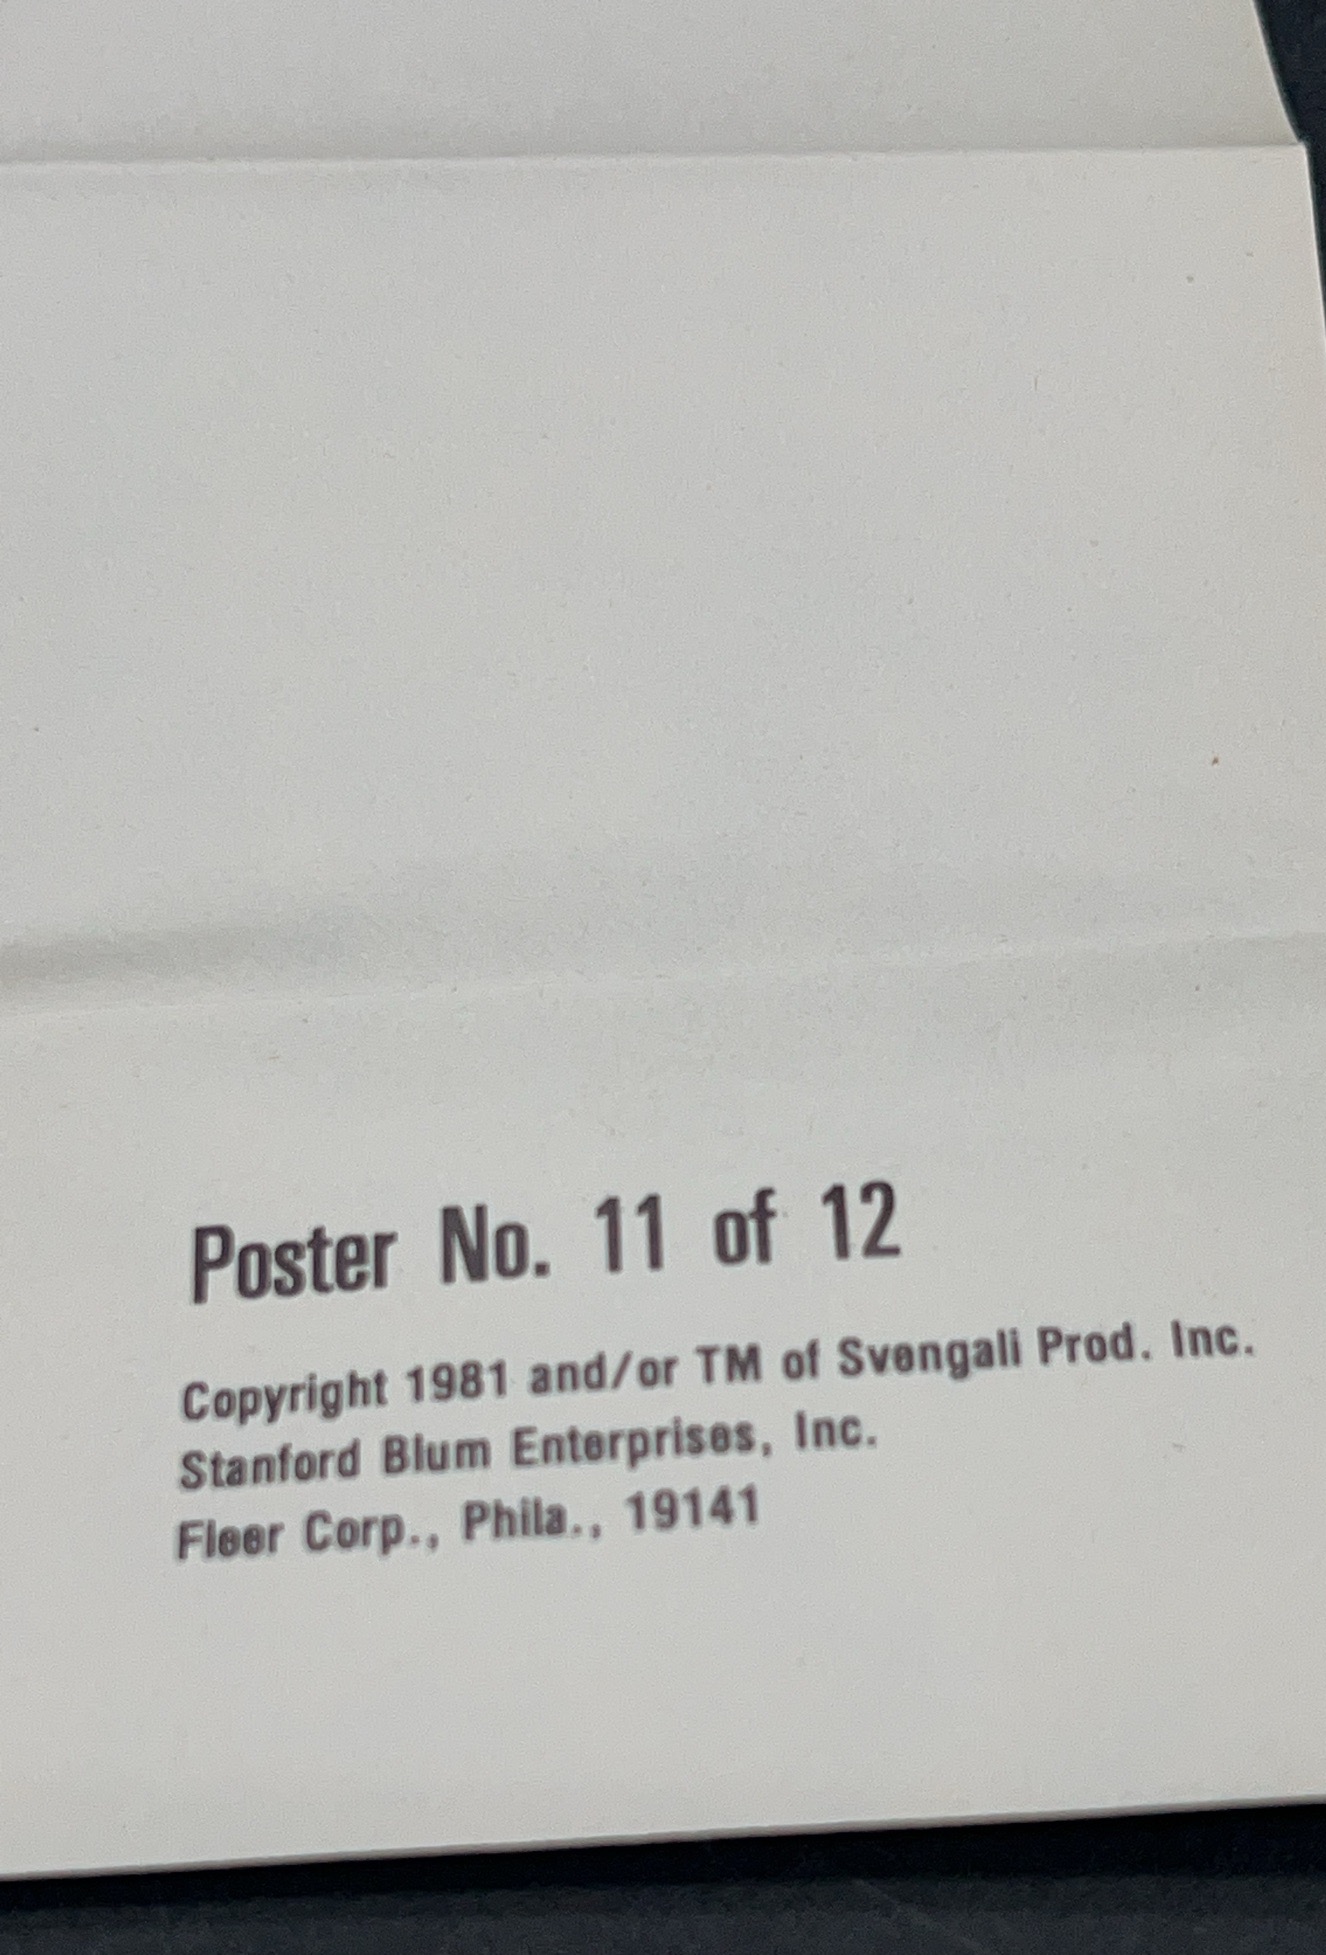 Poster No. 11 of 12
Copyright 1981 and/or TM of Svengali Prod. Inc.
Stanford Blum Enterprises, Inc.
Fleer Corp., Phila., 19141